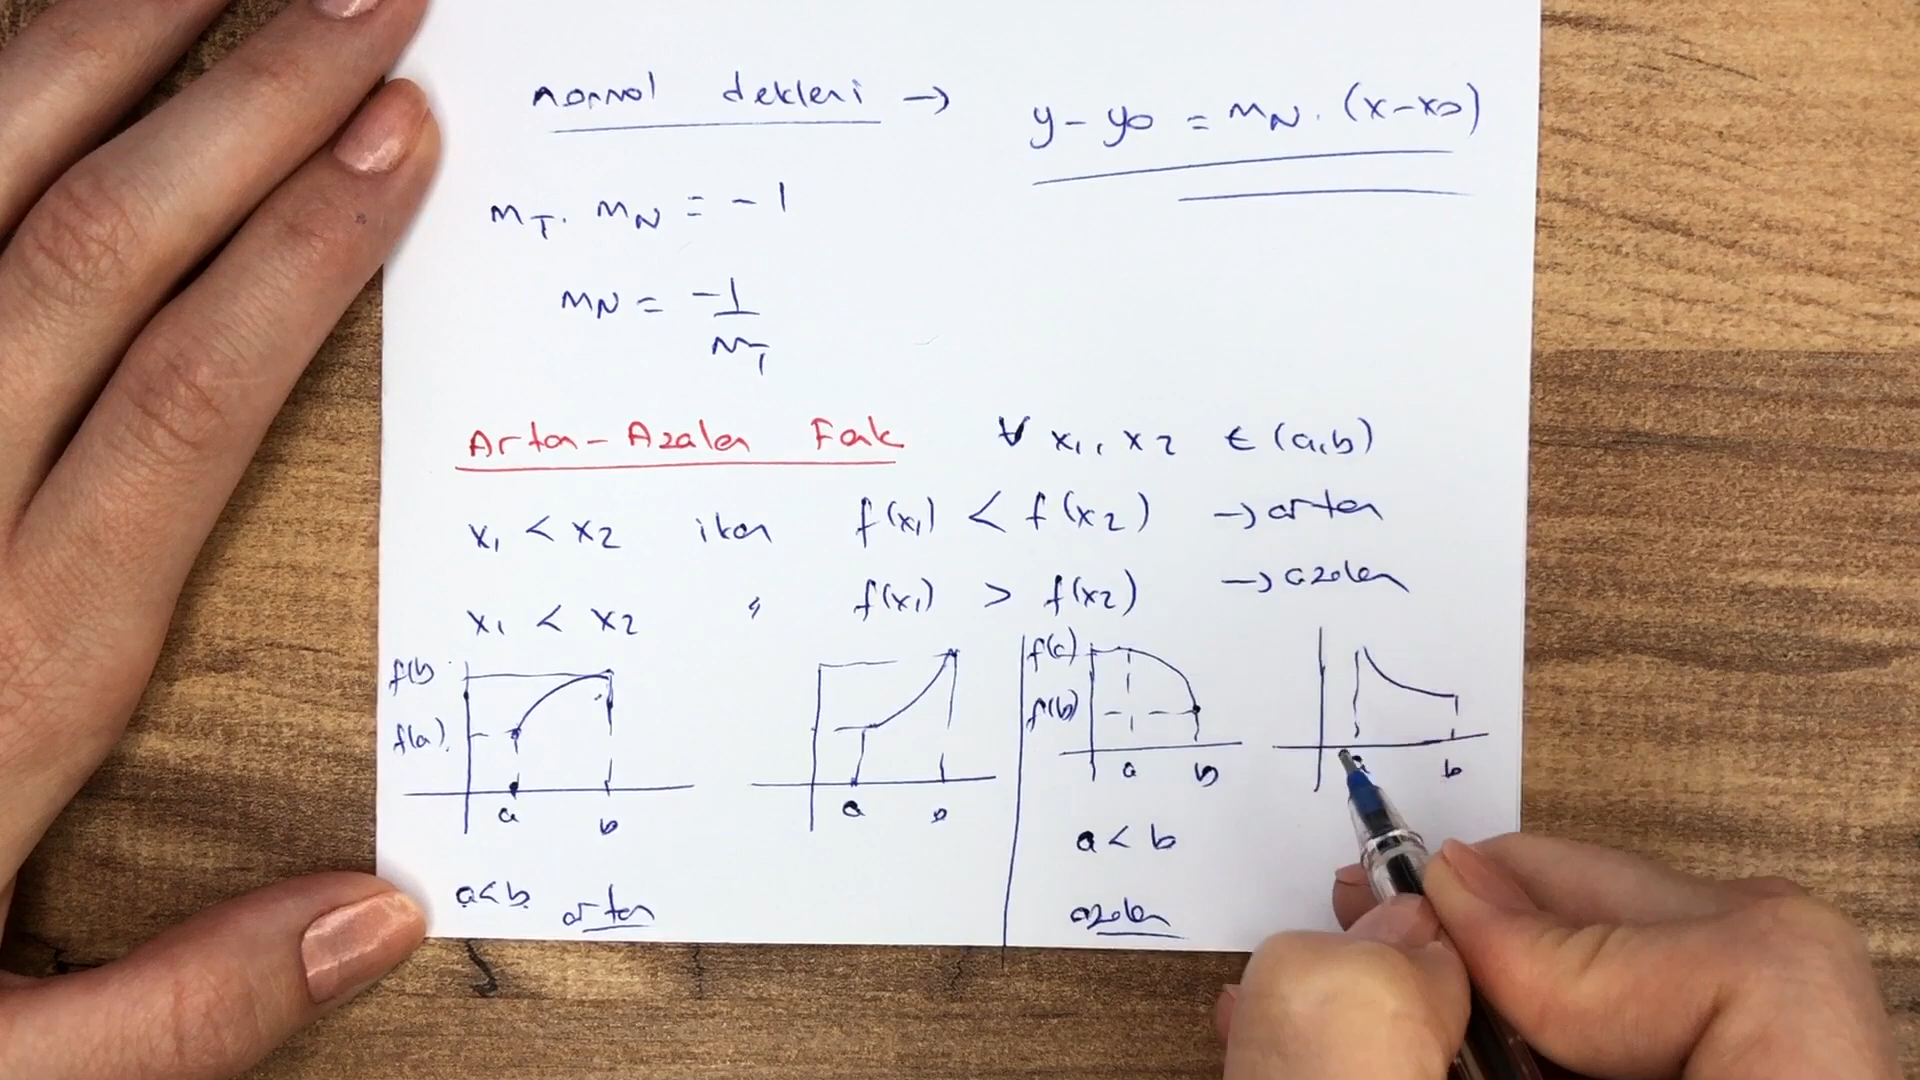 normal deklemi → y - y0 = mN . (x - x0)
mT . mN = -1
mN = -1/mT
Artan - Azalan Fonk ∀ x1, x2 ∈ (a,b)
x1 < x2 iken f(x1) < f(x2) → artan
x1 < x2 " f(x1) > f(x2) → azalan
f(b)
f(a)
a b
a b
f(a)
f(b)
a b
a b
a<b artan
a < b
azalan